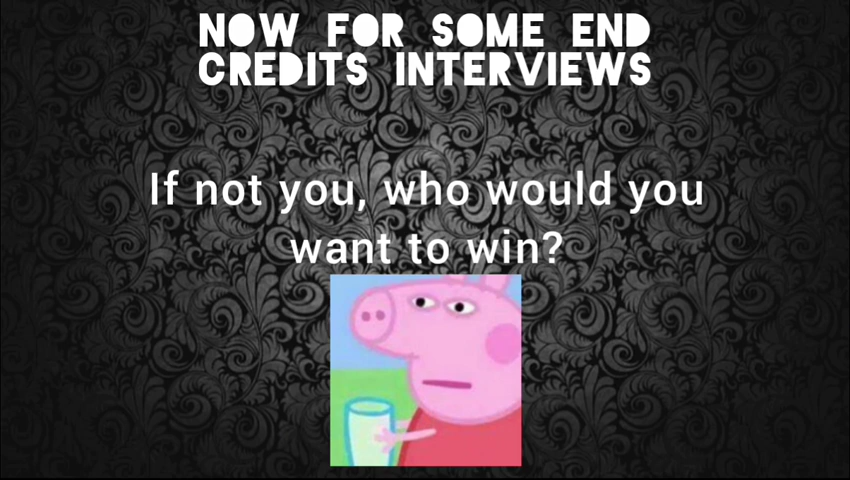 NOW FOR SOME END
CREDITS INTERVIEWS
If not you, who would you
want to win?